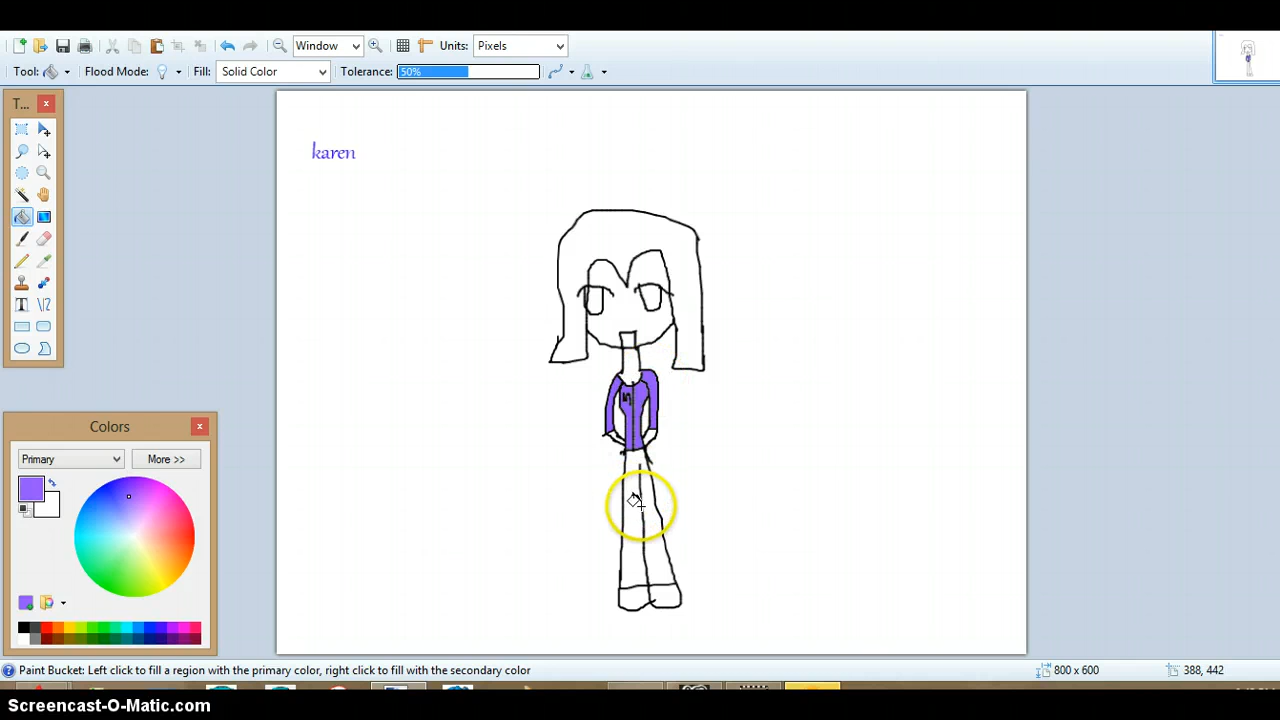 Window Units: Pixels
Tool: Flood Mode: Fill: Solid Color Tolerance: 50%
T...
karen
Colors
Primary More >>
Paint Bucket: Left click to fill a region with the primary color, right click to fill with the secondary color 800 x 600 388, 442
Screencast-O-Matic.com